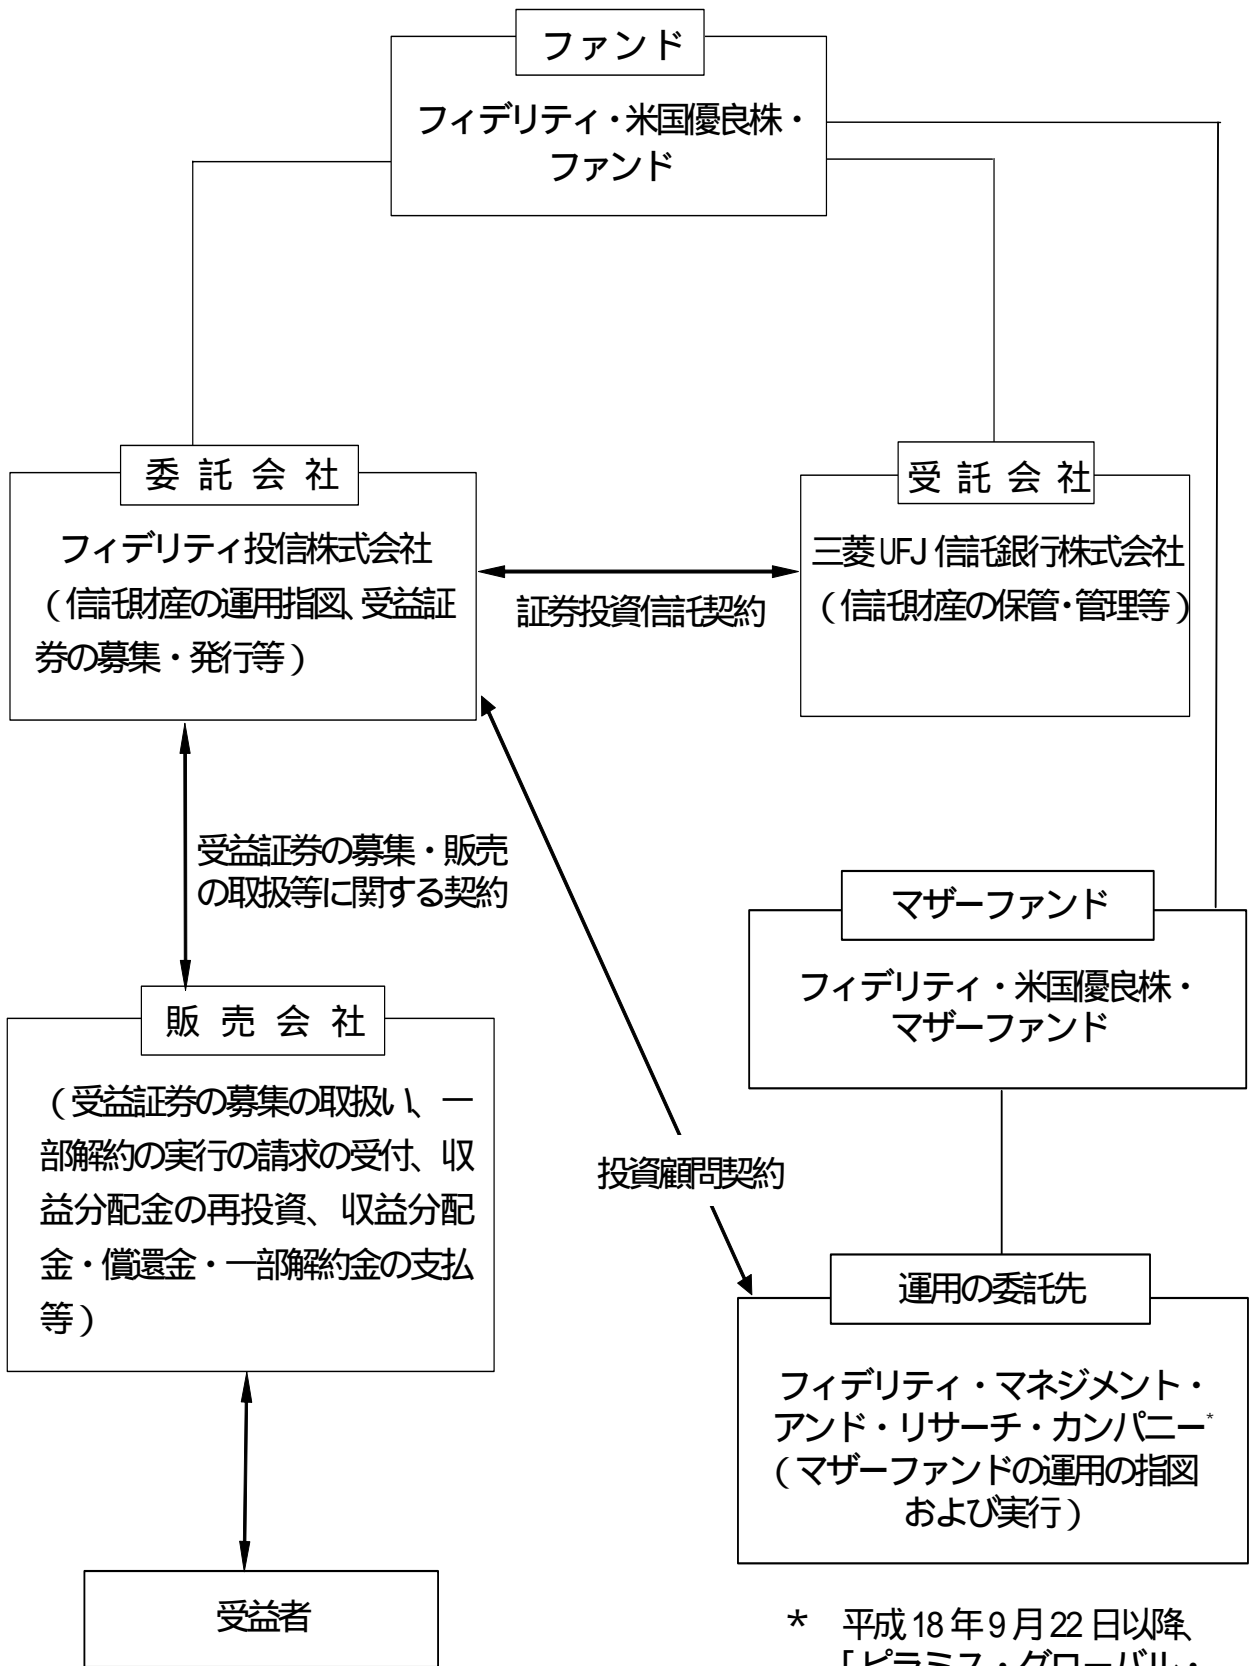 ファンド
フィデリティ・米国優良株・
ファンド
委 託 会 社
フィデリティ投信株式会社
(信託財産の運用指図、受益証
券の募集・発行等)
証券投資信託契約
受 託 会 社
三菱UFJ信託銀行株式会社
(信託財産の保管・管理等)
受益証券の募集・販売
の取扱等に関する契約
マザーファンド
フィデリティ・米国優良株・
マザーファンド
販 売 会 社
(受益証券の募集の取扱い、一
部解約の実行の請求の受付、収
益分配金の再投資、収益分配
金・償還金・一部解約金の支払
等)
投資顧問契約
運用の委託先
フィデリティ・マネジメント・
アンド・リサーチ・カンパニー*
(マザーファンドの運用の指図
および実行)
受益者
* 平成18年9月22日以降、
「ピラミス・グローバル・